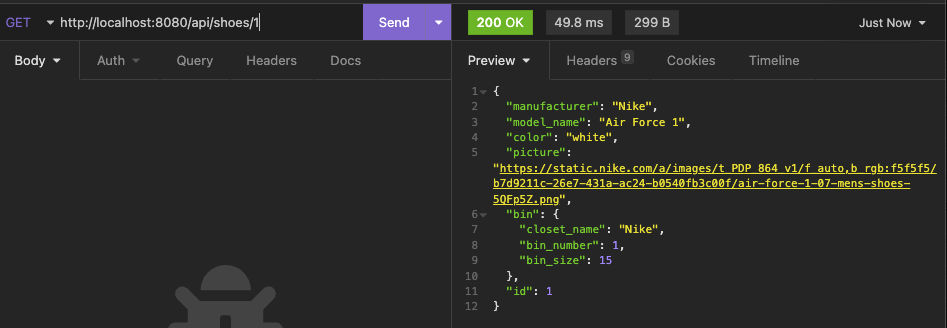 GET http://localhost:8080/api/shoes/1 Send 200 OK 49.8 ms 299 B Just Now
Body Auth Query Headers Docs Preview Headers 9 Cookies Timeline
1 {
2 "manufacturer": "Nike",
3 "model_name": "Air Force 1",
4 "color": "white",
5 "picture":
"https://static.nike.com/a/images/t_PDP_864_v1/f_auto,b_rgb:f5f5f5/
b7d9211c-26e7-431a-ac24-b0540fb3c00f/air-force-1-07-mens-shoes-
5QFp5Z.png",
6 "bin": {
7 "closet_name": "Nike",
8 "bin_number": 1,
9 "bin_size": 15
10 },
11 "id": 1
12 }